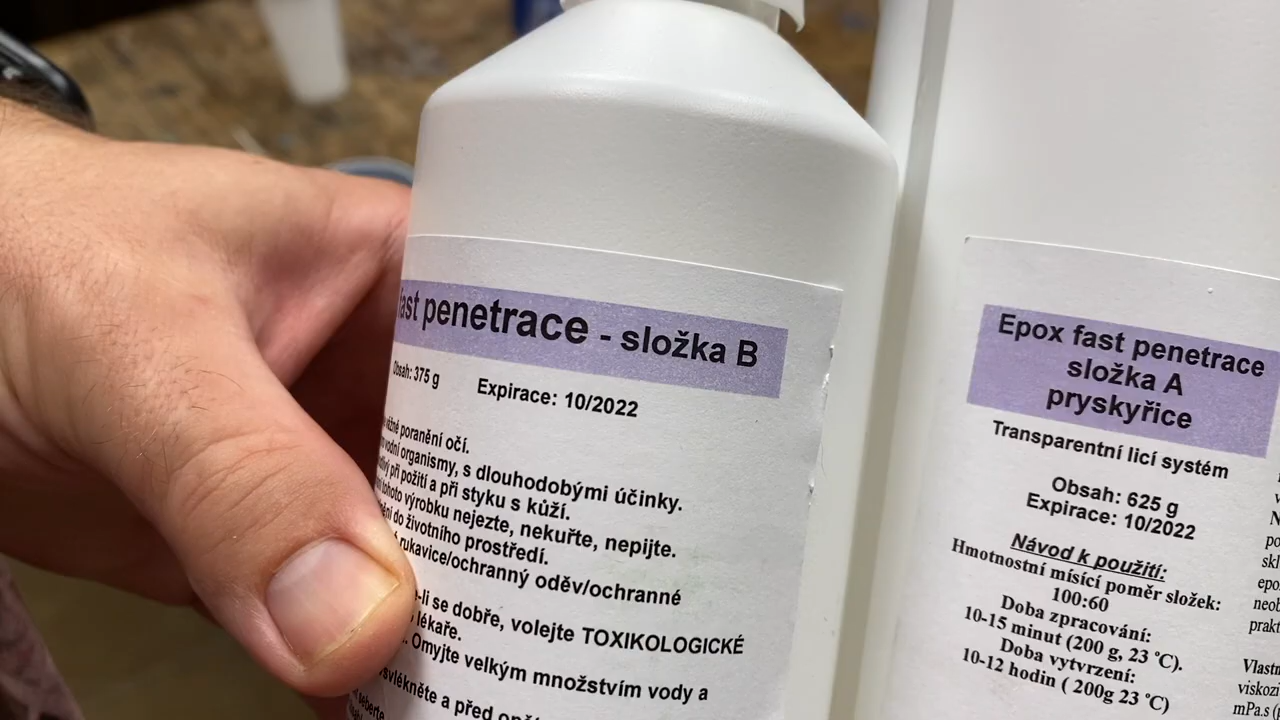 fast penetrace - složka B
Obsah: 375 g Expirace: 10/2022
vážné poranění očí.
vodní organismy, s dlouhodobými účinky.
při požití a při styku s kůží.
tohoto výrobku nejezte, nekuřte, nepijte.
do životního prostředí.
rukavice/ochranný oděv/ochranné
-li se dobře, volejte TOXIKOLOGICKÉ
lékaře.
. Omyjte velkým množstvím vody a
svlékněte a před
Epox fast penetrace
složka A
pryskyřice
Transparentní licí systém
Obsah: 625 g
Expirace: 10/2022
Návod k použití:
Hmotnostní mísící poměr složek:
100:60
Doba zpracování:
10-15 minut (200 g, 23 °C).
Doba vytvrzení:
10-12 hodin ( 200g 23 °C)
Vlastn
viskozi
mPa.s